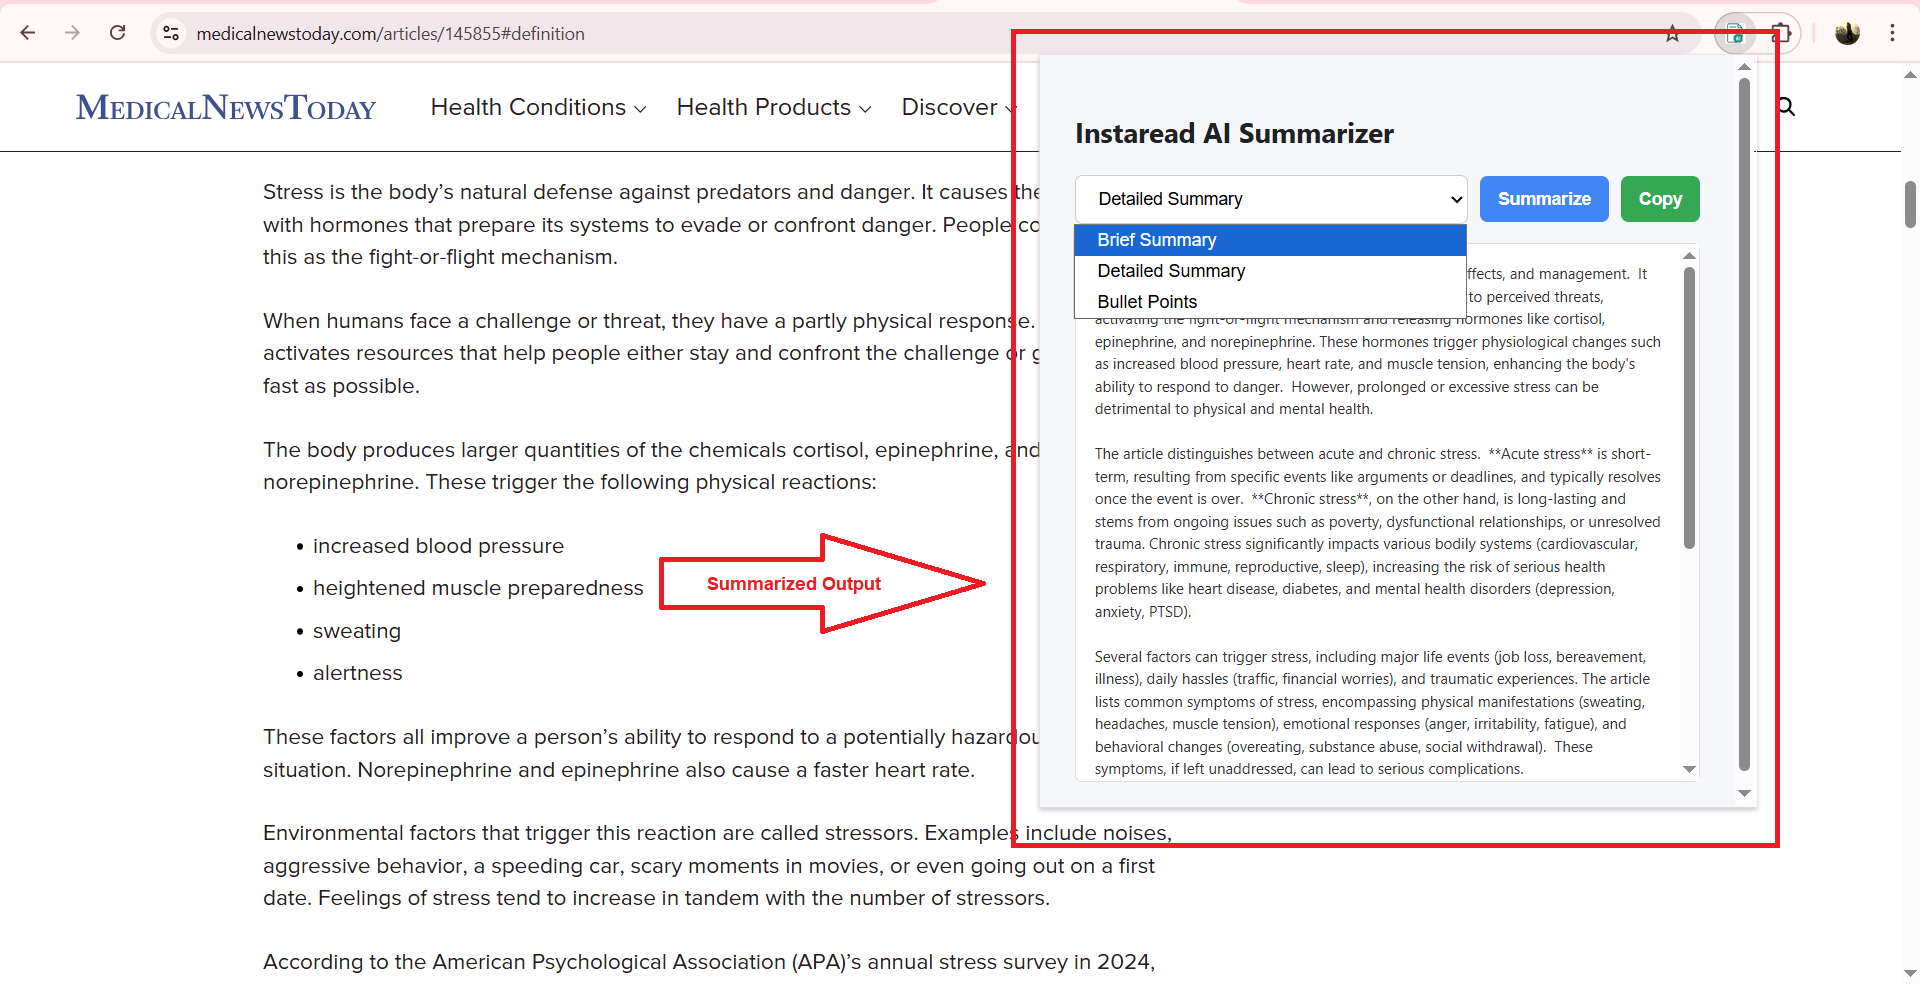 medicalnewstoday.com/articles/145855#definition
MEDICALNEWSTODAY
Health Conditions
Health Products
Discover
Stress is the body’s natural defense against predators and danger. It causes the
with hormones that prepare its systems to evade or confront danger. People co
this as the fight-or-flight mechanism.
When humans face a challenge or threat, they have a partly physical response.
activates resources that help people either stay and confront the challenge or g
fast as possible.
The body produces larger quantities of the chemicals cortisol, epinephrine, and
norepinephrine. These trigger the following physical reactions:
• increased blood pressure
• heightened muscle preparedness
• sweating
• alertness
Summarized Output
These factors all improve a person’s ability to respond to a potentially hazardou
situation. Norepinephrine and epinephrine also cause a faster heart rate.
Environmental factors that trigger this reaction are called stressors. Examples include noises,
aggressive behavior, a speeding car, scary moments in movies, or even going out on a first
date. Feelings of stress tend to increase in tandem with the number of stressors.
According to the American Psychological Association (APA)’s annual stress survey in 2024,
Instaread AI Summarizer
Detailed Summary
Summarize
Copy
Brief Summary
Detailed Summary
Bullet Points
ffects, and management.  It
to perceived threats,
activating the fight-or-flight mechanism and releasing hormones like cortisol,
epinephrine, and norepinephrine. These hormones trigger physiological changes such
as increased blood pressure, heart rate, and muscle tension, enhancing the body's
ability to respond to danger.  However, prolonged or excessive stress can be
detrimental to physical and mental health.
The article distinguishes between acute and chronic stress.  **Acute stress** is short-
term, resulting from specific events like arguments or deadlines, and typically resolves
once the event is over.  **Chronic stress**, on the other hand, is long-lasting and
stems from ongoing issues such as poverty, dysfunctional relationships, or unresolved
trauma. Chronic stress significantly impacts various bodily systems (cardiovascular,
respiratory, immune, reproductive, sleep), increasing the risk of serious health
problems like heart disease, diabetes, and mental health disorders (depression,
anxiety, PTSD).
Several factors can trigger stress, including major life events (job loss, bereavement,
illness), daily hassles (traffic, financial worries), and traumatic experiences. The article
lists common symptoms of stress, encompassing physical manifestations (sweating,
headaches, muscle tension), emotional responses (anger, irritability, fatigue), and
behavioral changes (overeating, substance abuse, social withdrawal).  These
symptoms, if left unaddressed, can lead to serious complications.